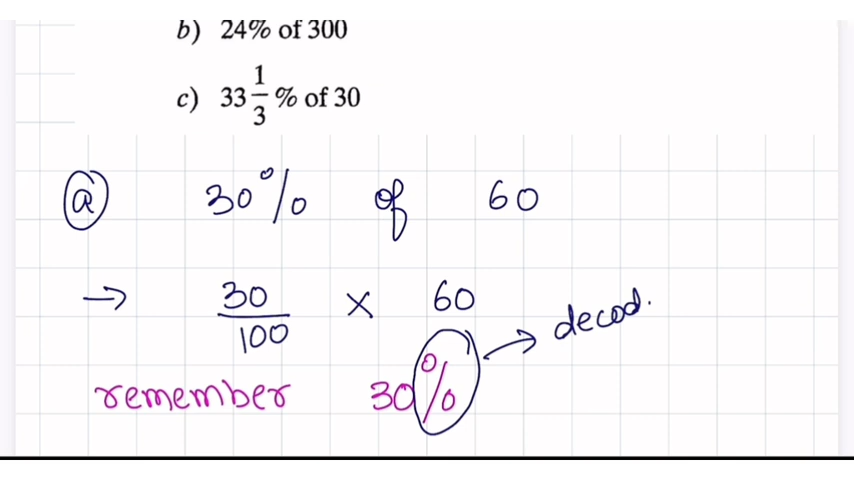 b) 24% of 300
c) 33 1/3 % of 30
a 30% of 60
→ 30/100 × 60
→ decod.
remember 30%